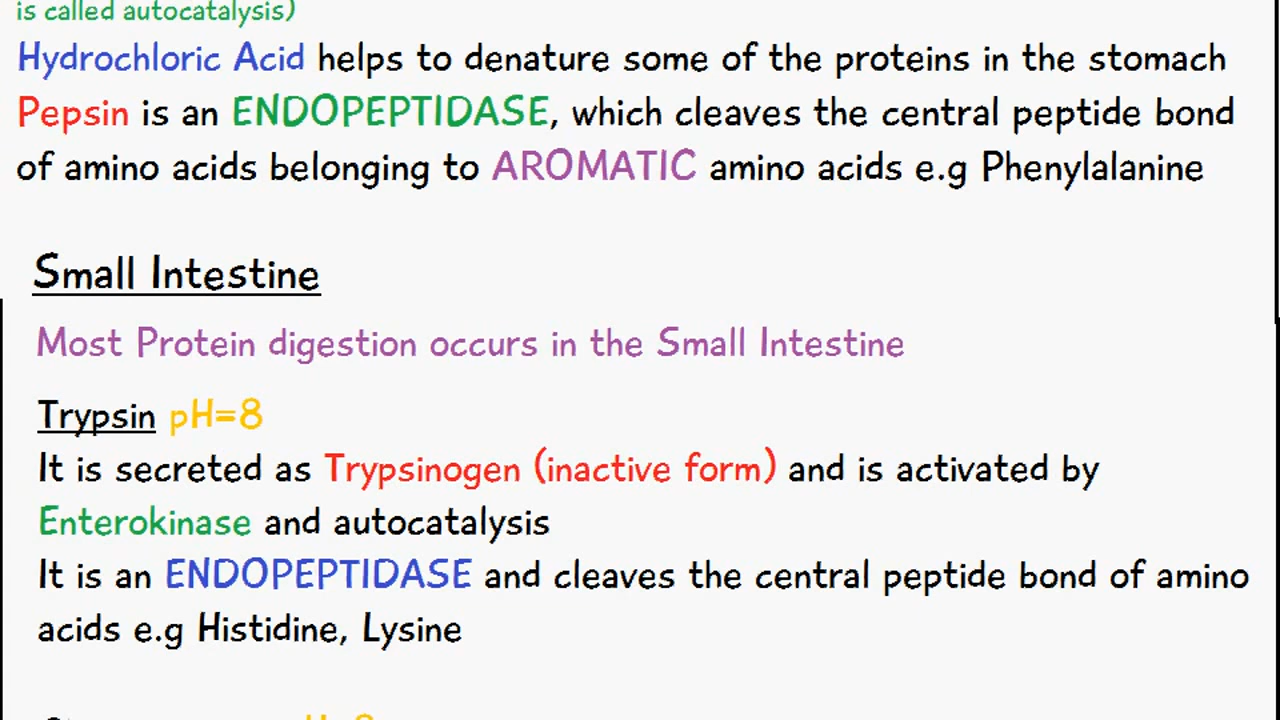 is called autocatalysis)
Hydrochloric Acid helps to denature some of the proteins in the stomach
Pepsin is an ENDOPEPTIDASE, which cleaves the central peptide bond
of amino acids belonging to AROMATIC amino acids e.g Phenylalanine
Small Intestine
Most Protein digestion occurs in the Small Intestine
Trypsin pH=8
It is secreted as Trypsinogen (inactive form) and is activated by
Enterokinase and autocatalysis
It is an ENDOPEPTIDASE and cleaves the central peptide bond of amino
acids e.g Histidine, Lysine